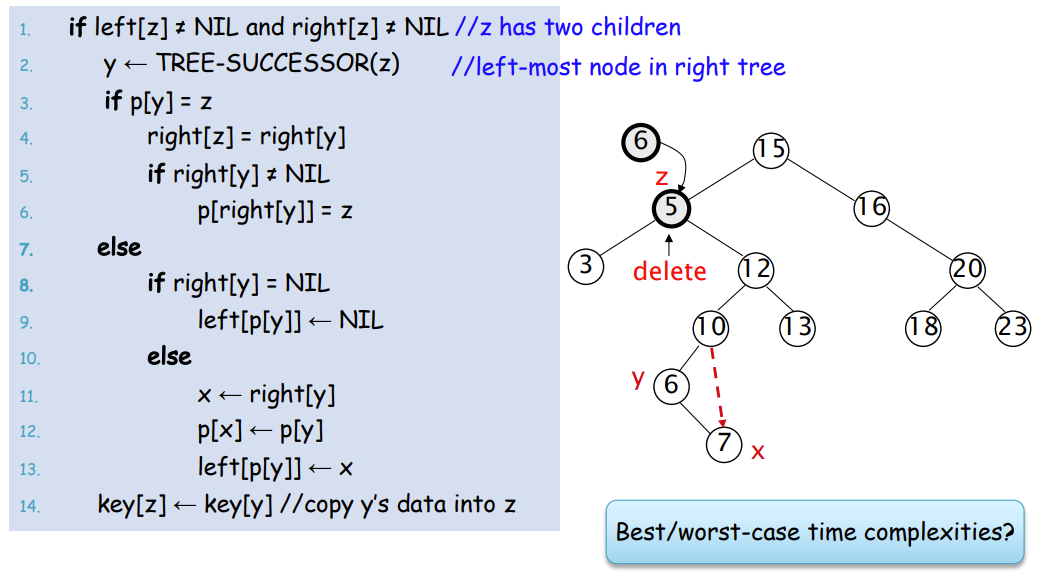 1. if left[z] ≠ NIL and right[z] ≠ NIL //z has two children
2. y ← TREE-SUCCESSOR(z) //left-most node in right tree
3. if p[y] = z
4. right[z] = right[y]
5. if right[y] ≠ NIL
6. p[right[y]] = z
7. else
8. if right[y] = NIL
9. left[p[y]] ← NIL
10. else
11. x ← right[y]
12. p[x] ← p[y]
13. left[p[y]] ← x
14. key[z] ← key[y] //copy y's data into z
6 15
z
5 16
3 delete 12 20
10 13 18 23
y 6
7 x
Best/worst-case time complexities?